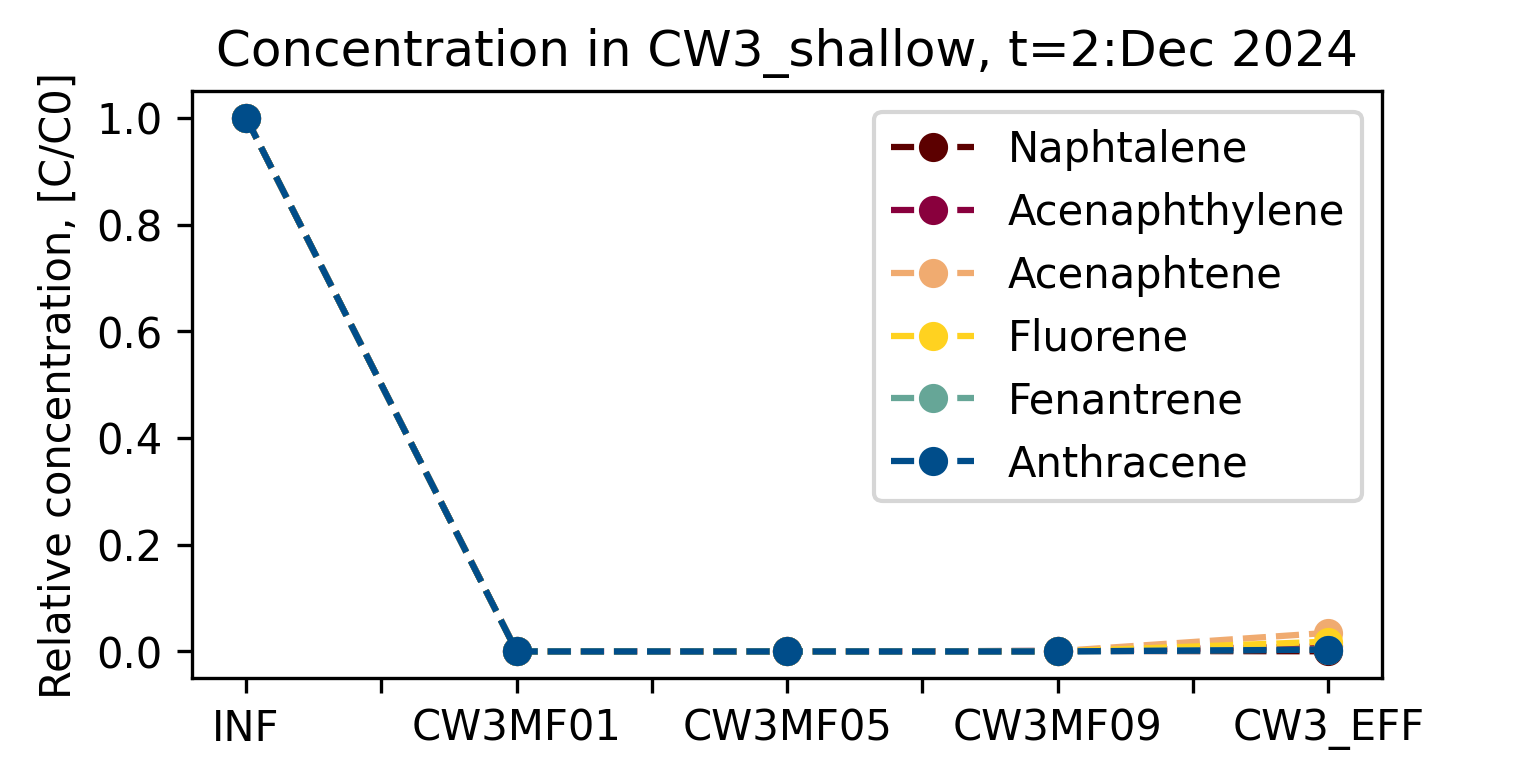 Concentration in CW3_shallow, t=2:Dec 2024
Relative concentration, [C/C0]
1.0
0.8
0.6
0.4
0.2
0.0
Naphtalene
Acenaphthylene
Acenaphtene
Fluorene
Fenantrene
Anthracene
INF
CW3MF01
CW3MF05
CW3MF09
CW3_EFF